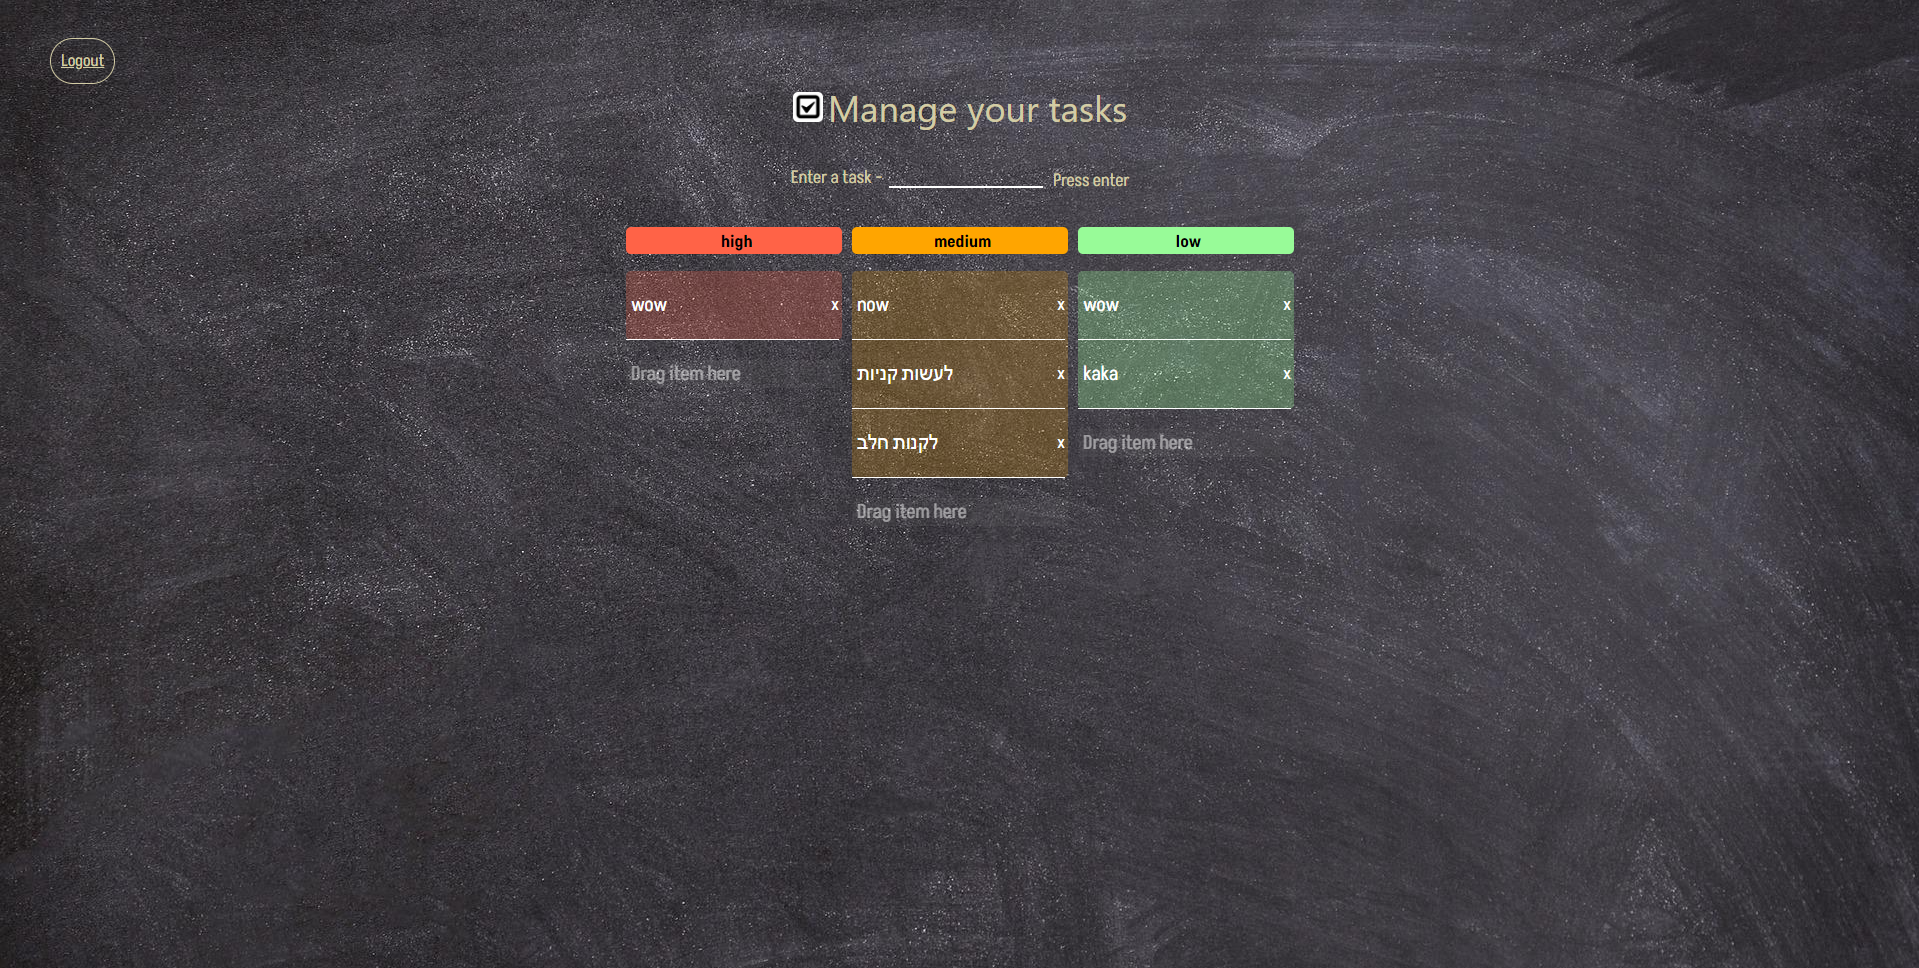 Logout
Manage your tasks
Enter a task - Press enter
high medium low
wow x now x wow x
Drag item here לעשות קניות x kaka x
לקנות חלב x Drag item here
Drag item here